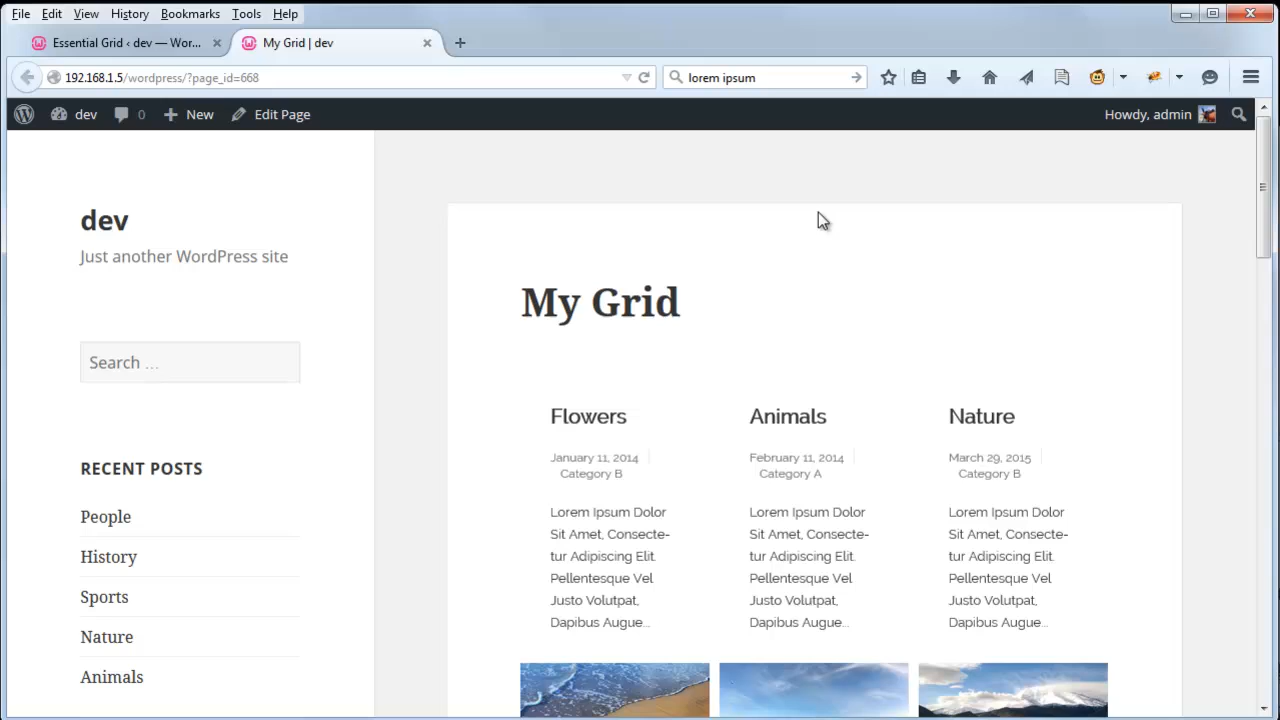 File Edit View History Bookmarks Tools Help
Essential Grid ‹ dev — Wor...
My Grid | dev
192.168.1.5/wordpress/?page_id=668
lorem ipsum
dev 0 New Edit Page
Howdy, admin
dev
Just another WordPress site
Search ...
RECENT POSTS
People
History
Sports
Nature
Animals
My Grid
Flowers
January 11, 2014
Category B
Lorem Ipsum Dolor
Sit Amet, Consecte-
tur Adipiscing Elit.
Pellentesque Vel
Justo Volutpat,
Dapibus Augue...
Animals
February 11, 2014
Category A
Lorem Ipsum Dolor
Sit Amet, Consecte-
tur Adipiscing Elit.
Pellentesque Vel
Justo Volutpat,
Dapibus Augue...
Nature
March 29, 2015
Category B
Lorem Ipsum Dolor
Sit Amet, Consecte-
tur Adipiscing Elit.
Pellentesque Vel
Justo Volutpat,
Dapibus Augue...